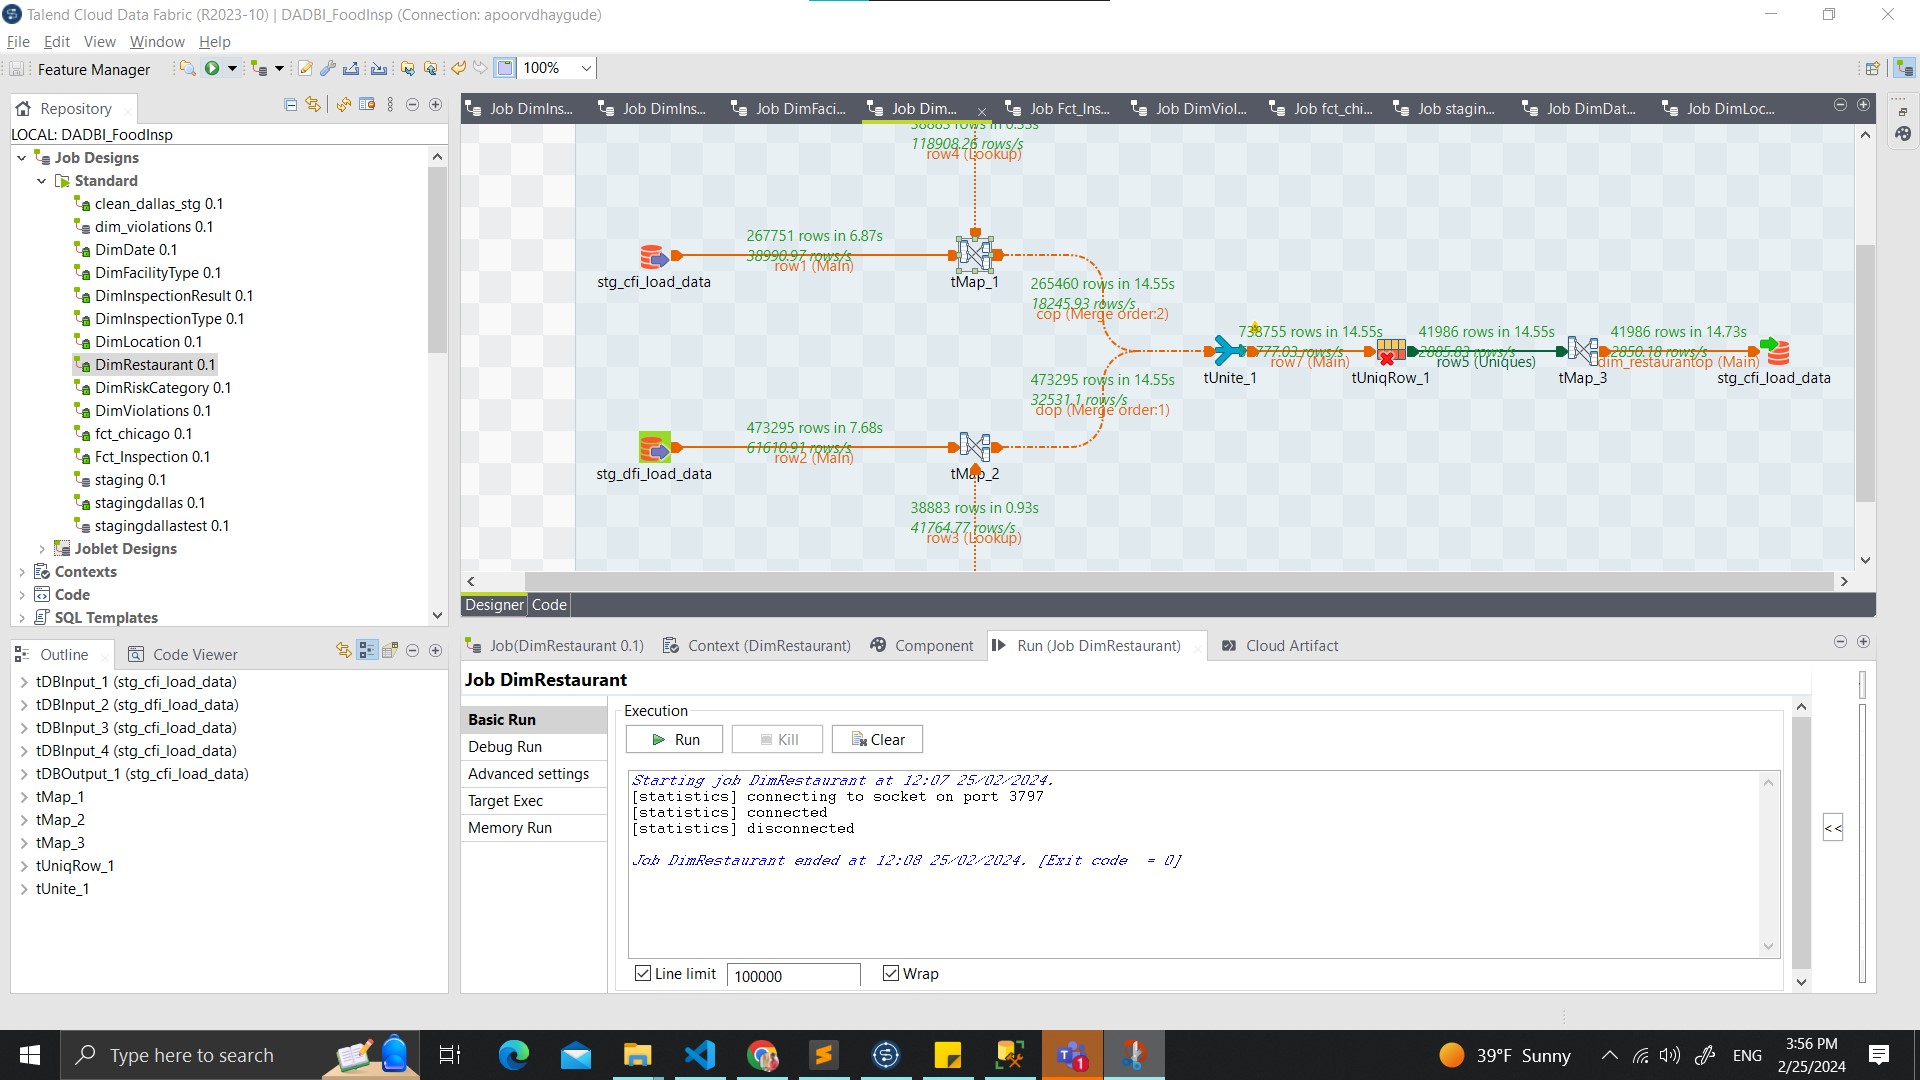 Talend Cloud Data Fabric (R2023-10) | DADBI_FoodInsp (Connection: apoorvdhaygude)
File Edit View Window Help
Feature Manager
100%
Repository
LOCAL: DADBI_FoodInsp
Job Designs
Standard
clean_dallas_stg 0.1
dim_violations 0.1
DimDate 0.1
DimFacilityType 0.1
DimInspectionResult 0.1
DimInspectionType 0.1
DimLocation 0.1
DimRestaurant 0.1
DimRiskCategory 0.1
DimViolations 0.1
fct_chicago 0.1
Fct_Inspection 0.1
staging 0.1
stagingdallas 0.1
stagingdallastest 0.1
Joblet Designs
Contexts
Code
SQL Templates
Job DimIns... Job DimIns... Job DimFaci... Job Dim... Job Fct_Ins... Job DimViol... Job fct_chi... Job stagin... Job DimDat... Job DimLoc...
38883 rows in 0.33s
118908.26 rows/s
row4 (Lookup)
267751 rows in 6.87s
38990.97 rows/s
row1 (Main)
stg_cfi_load_data
tMap_1
265460 rows in 14.55s
18245.93 rows/s
cop (Merge order:2)
738755 rows in 14.55s
row7 (Main)
41986 rows in 14.55s
2885.83 rows/s
row5 (Uniques)
41986 rows in 14.73s
2850.18 rows/s
dim_restaurantop (Main)
tUnite_1
tUniqRow_1
tMap_3
stg_cfi_load_data
473295 rows in 14.55s
32531.1 rows/s
dop (Merge order:1)
473295 rows in 7.68s
61610.91 rows/s
row2 (Main)
stg_dfi_load_data
tMap_2
38883 rows in 0.93s
41764.77 rows/s
row3 (Lookup)
Designer Code
Outline Code Viewer
tDBInput_1 (stg_cfi_load_data)
tDBInput_2 (stg_dfi_load_data)
tDBInput_3 (stg_cfi_load_data)
tDBInput_4 (stg_cfi_load_data)
tDBOutput_1 (stg_cfi_load_data)
tMap_1
tMap_2
tMap_3
tUniqRow_1
tUnite_1
Job(DimRestaurant 0.1) Context (DimRestaurant) Component Run (Job DimRestaurant) Cloud Artifact
Job DimRestaurant
Basic Run
Debug Run
Advanced settings
Target Exec
Memory Run
Execution
Run Kill Clear
Starting job DimRestaurant at 12:07 25/02/2024.
[statistics] connecting to socket on port 3797
[statistics] connected
[statistics] disconnected
Job DimRestaurant ended at 12:08 25/02/2024. [Exit code = 0]
<<
Line limit 100000 Wrap
Type here to search
1
39°F Sunny
ENG
3:56 PM
2/25/2024